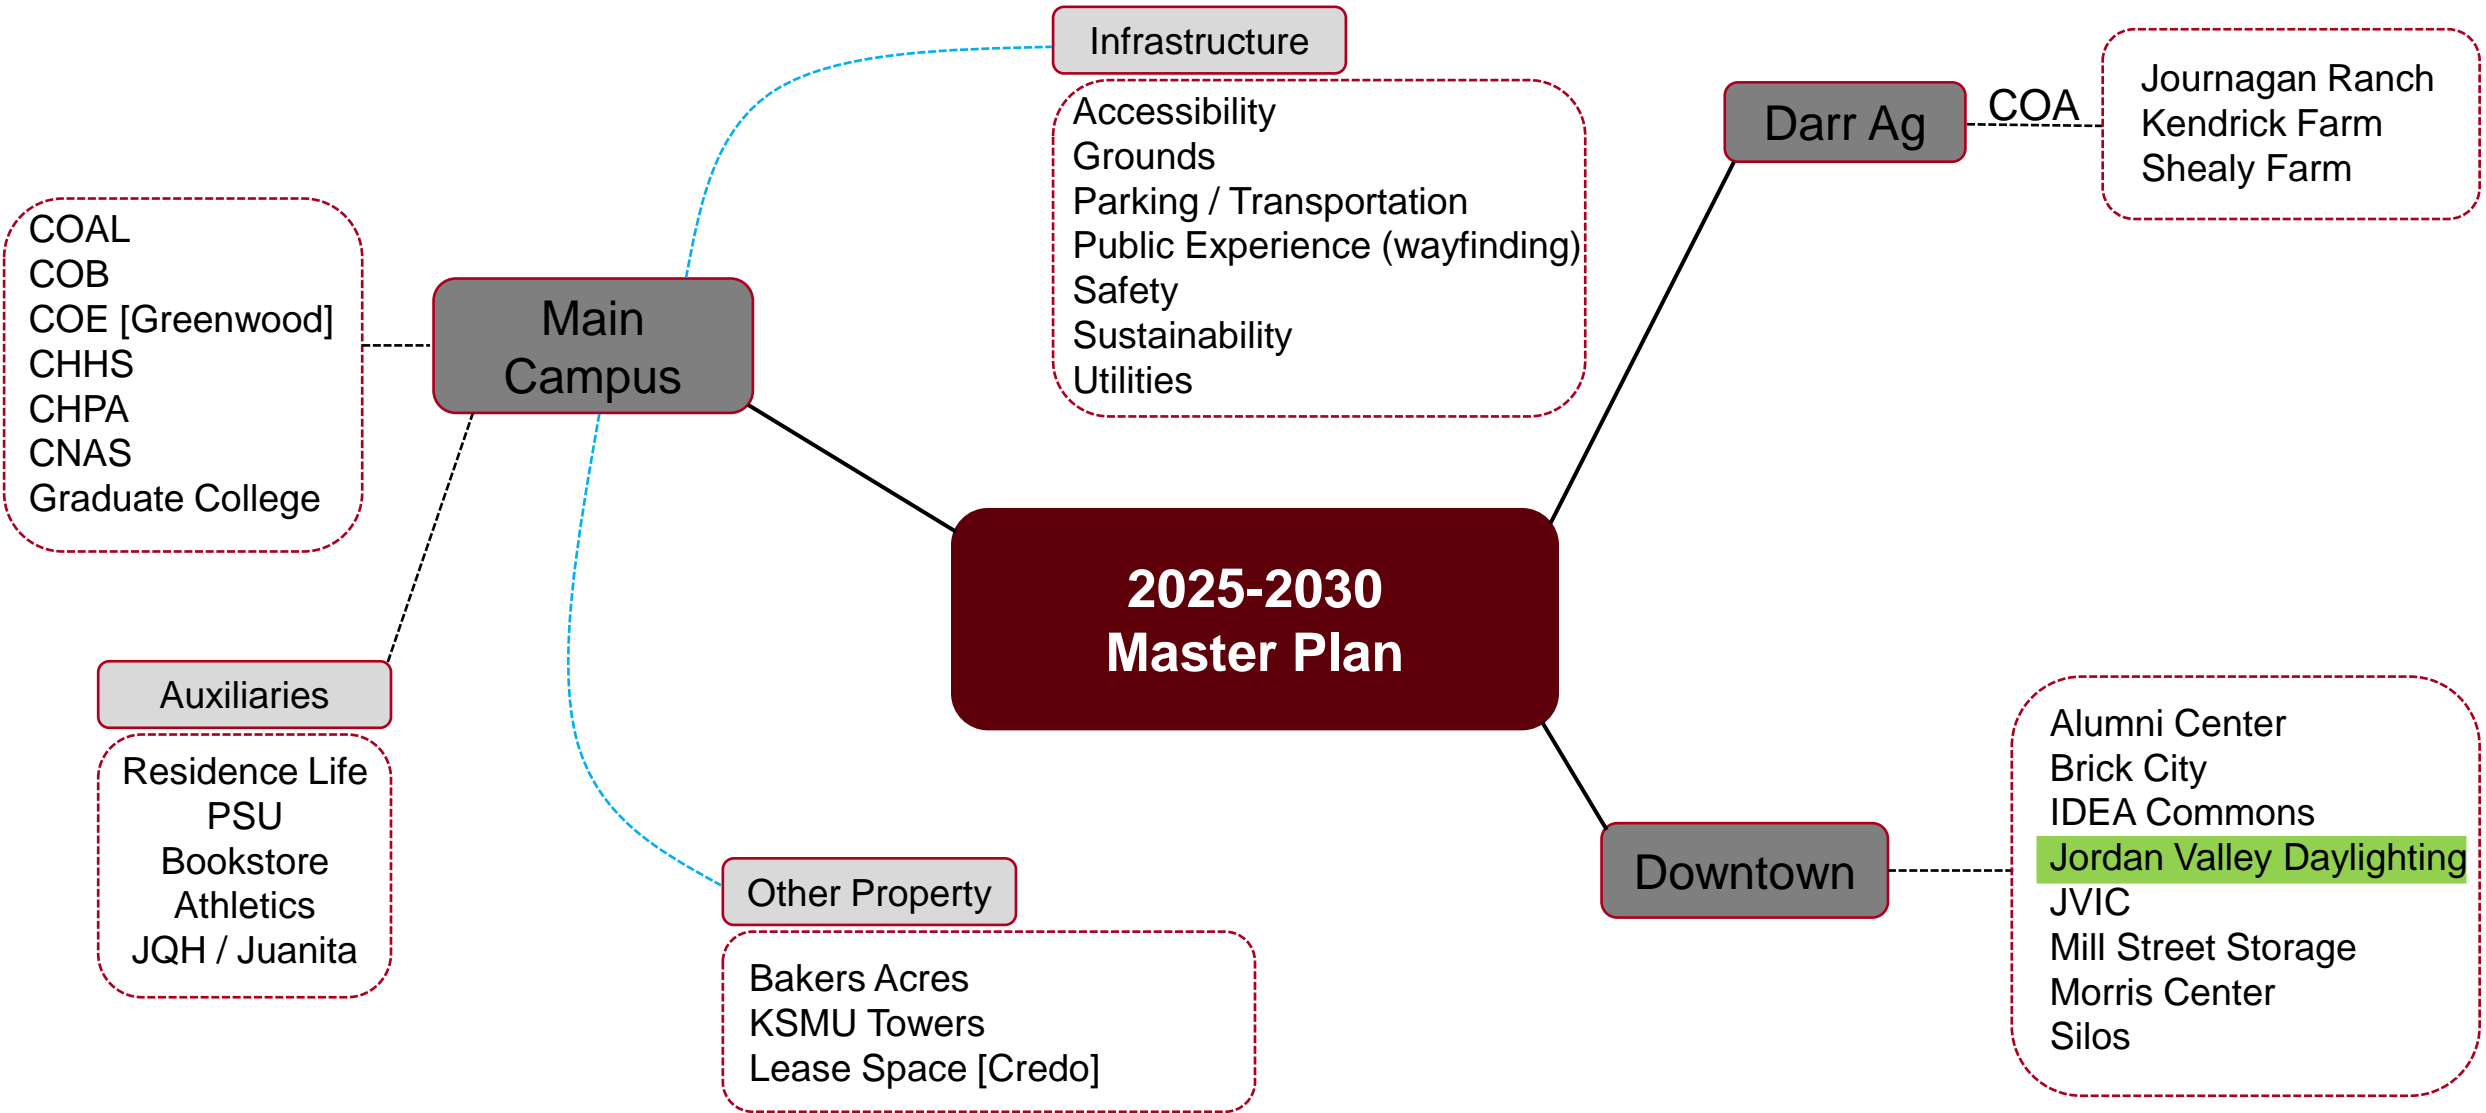 Infrastructure
Accessibility
Grounds
Parking / Transportation
Public Experience (wayfinding)
Safety
Sustainability
Utilities
Darr Ag
COA
Journagan Ranch
Kendrick Farm
Shealy Farm
COAL
COB
COE [Greenwood]
CHHS
CHPA
CNAS
Graduate College
Main
Campus
2025-2030
Master Plan
Auxiliaries
Residence Life
PSU
Bookstore
Athletics
JQH / Juanita
Other Property
Bakers Acres
KSMU Towers
Lease Space [Credo]
Downtown
Alumni Center
Brick City
IDEA Commons
Jordan Valley Daylighting
JVIC
Mill Street Storage
Morris Center
Silos